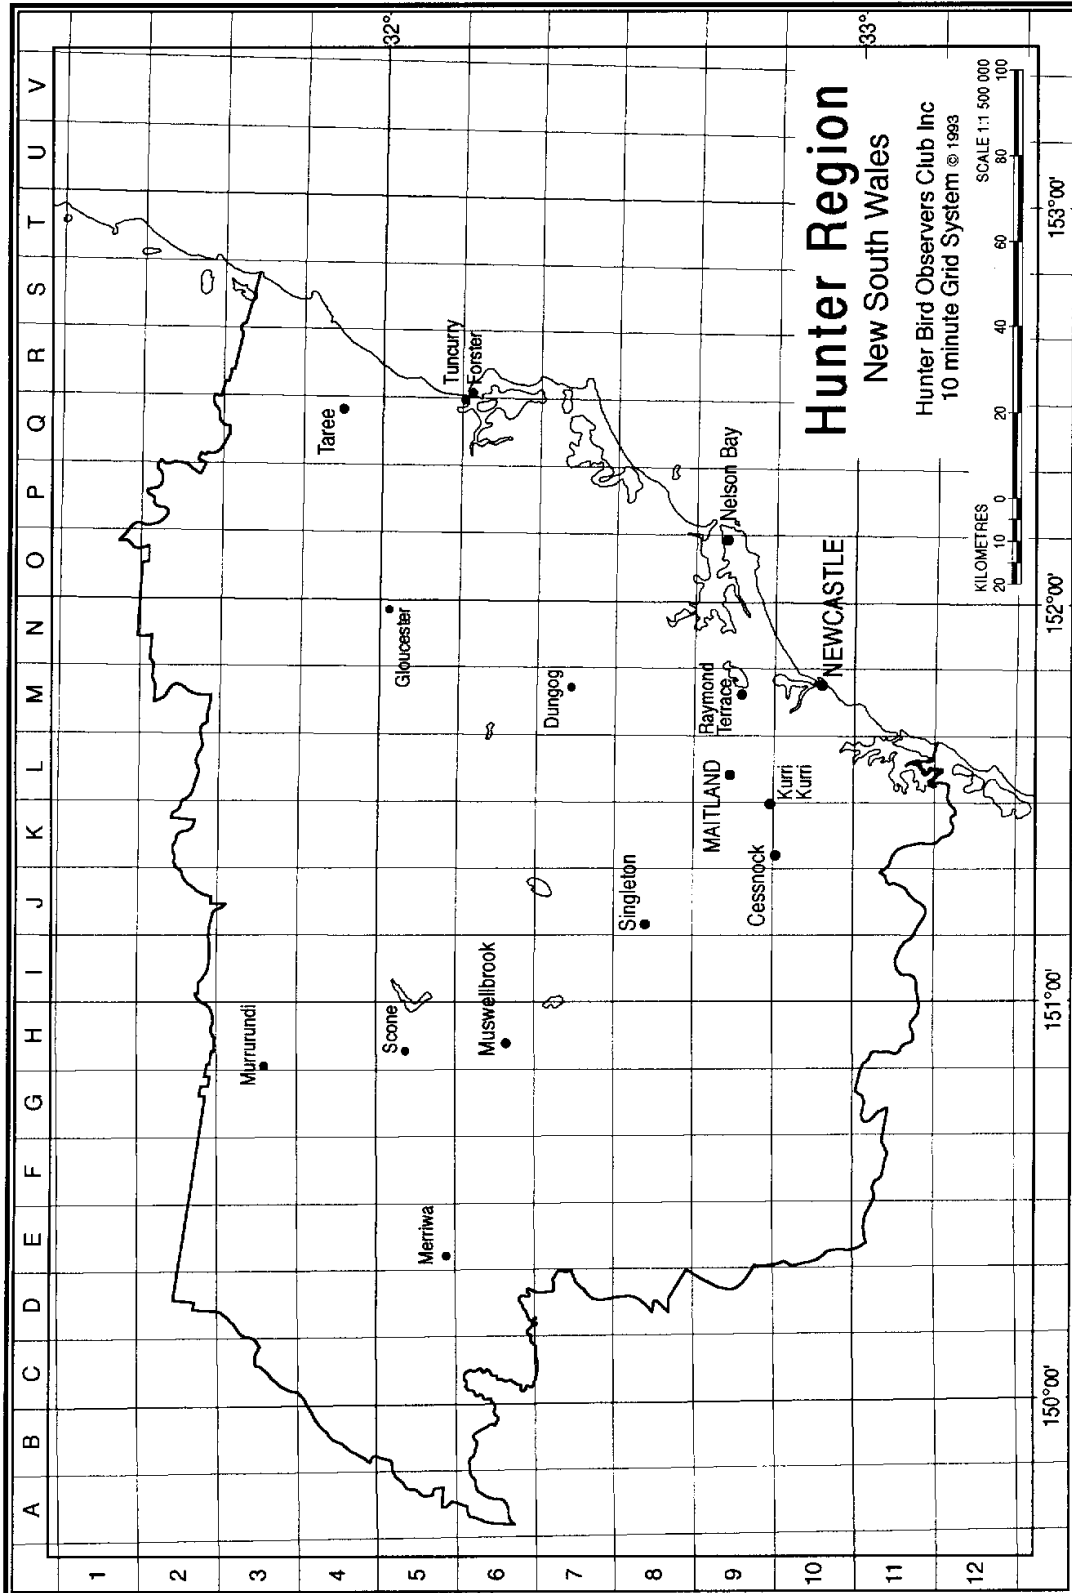 A B C D E F G H I J K L M N O P Q R S T U V
1
2
3
4
5
6
7
8
9
10
11
12
32°
33°
Murrurundi
Taree
Gloucester
Scone
Merriwa
Muswellbrook
Tuncurry
Forster
Dungog
Singleton
MAITLAND
Raymond
Terrace
Nelson Bay
Cessnock
Kurri
Kurri
NEWCASTLE
Hunter Region
New South Wales
Hunter Bird Observers Club Inc
10 minute Grid System © 1993
KILOMETRES
SCALE 1:1 500 000
20 10 0 20 40 60 80 100
150°00' 151°00' 152°00' 153°00'